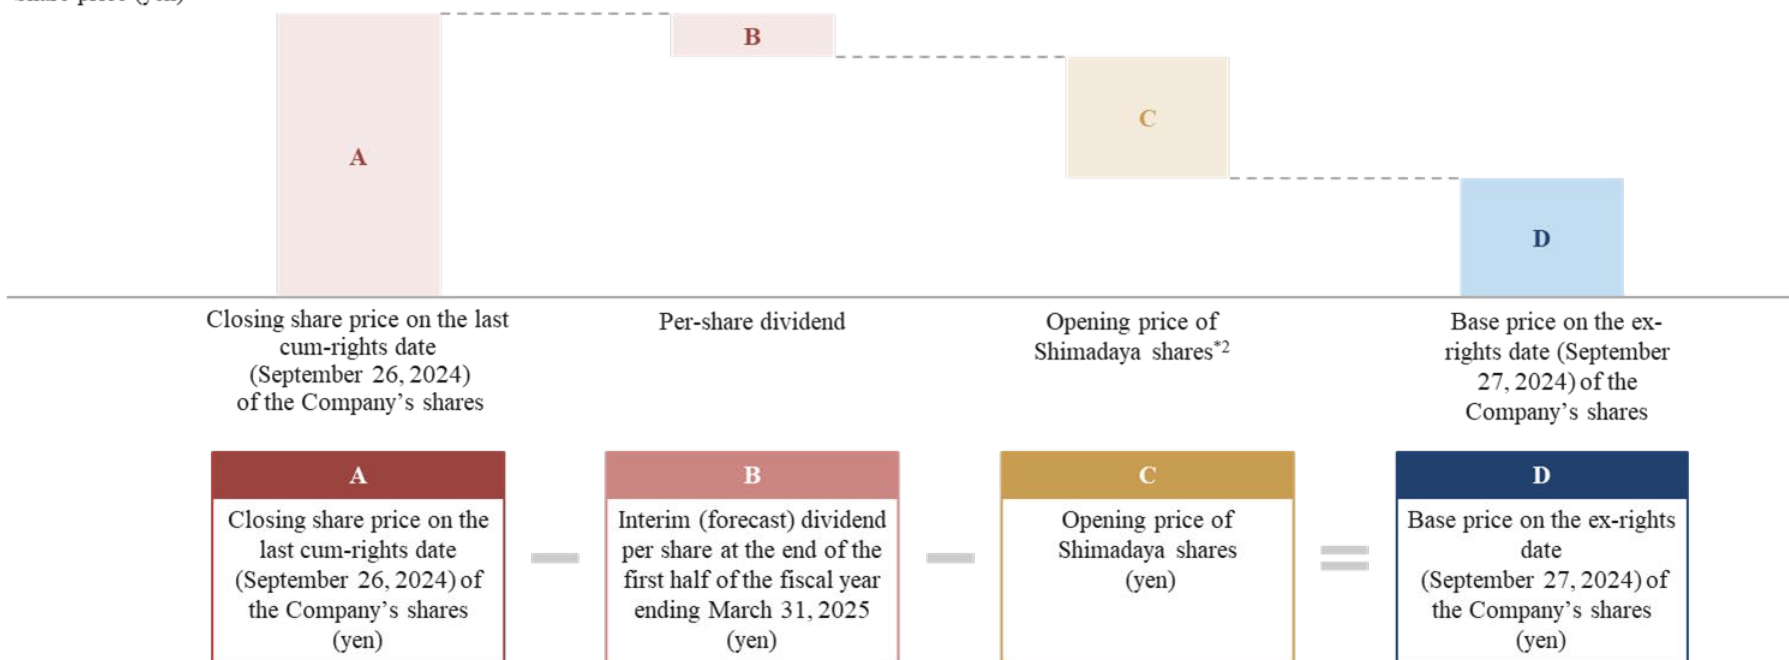 Share price (yen)
A
B
C
D
Closing share price on the last
cum-rights date
(September 26, 2024)
of the Company's shares
Per-share dividend
Opening price of
Shimadaya shares*2
Base price on the ex-
rights date (September
27, 2024) of the
Company's shares
A
Closing share price on the
last cum-rights date
(September 26, 2024) of
the Company's shares
(yen)
B
Interim (forecast) dividend
per share at the end of the
first half of the fiscal year
ending March 31, 2025
(yen)
C
Opening price of
Shimadaya shares
(yen)
D
Base price on the ex-rights
date
(September 27, 2024) of
the Company's shares
(yen)